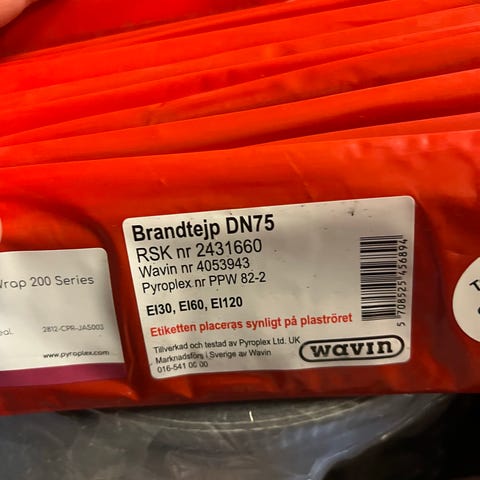 Brandtejp DN75
RSK nr 2431660
Wavin nr 4053943
Pyroplex nr PPW 82-2
EI30, EI60, EI120
Etiketten placeras synligt på plaströret
Tillverkad och testad av Pyroplex Ltd. UK
Marknadsförs i Sverige av Wavin
016-541 00 00
wavin
5 708525 456894
Wrap 200 Series
2812-CPR-JAS003
www.pyroplex.com